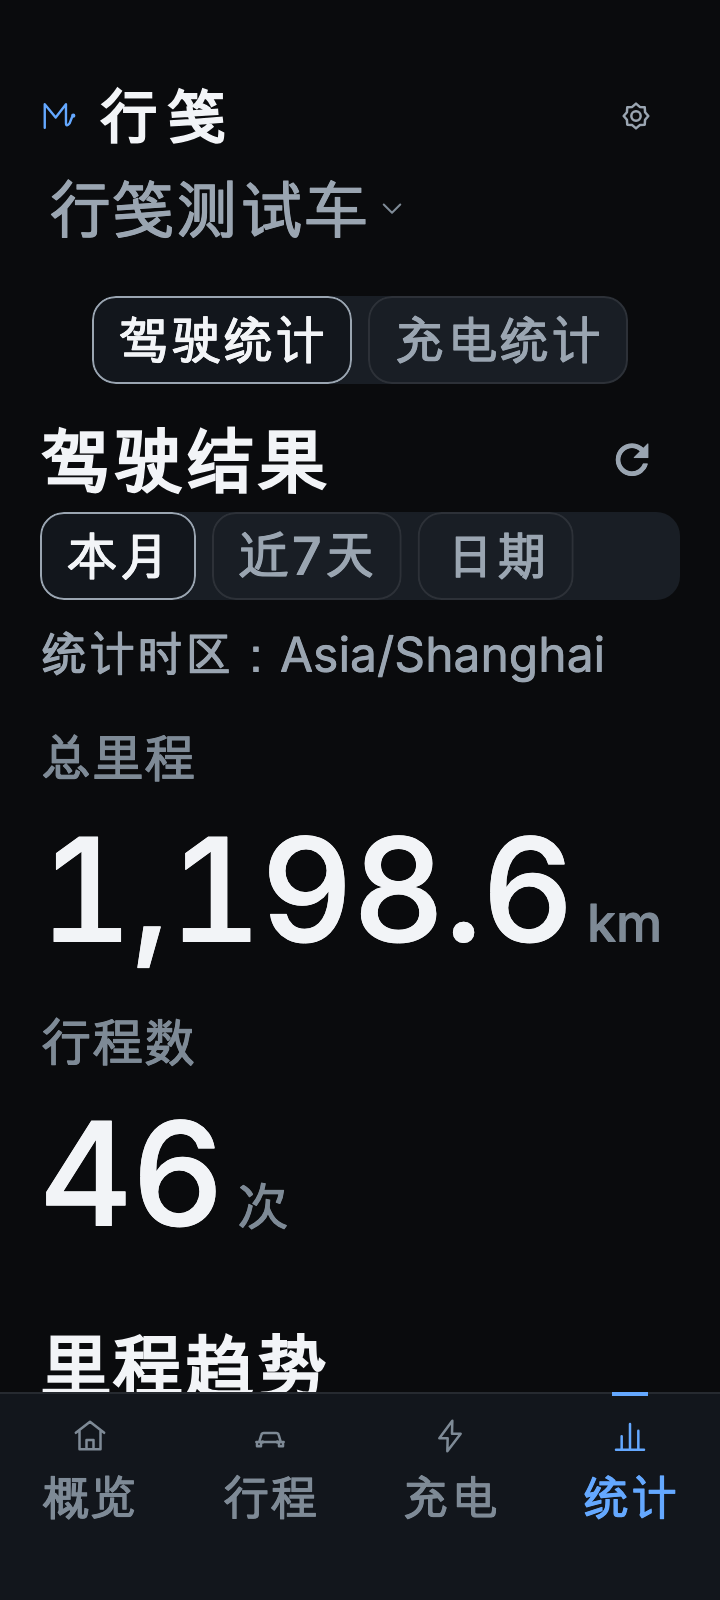 行笺
行笺测试车
驾驶统计 充电统计
驾驶结果
本月 近7天 日期
统计时区：Asia/Shanghai
总里程
1,198.6 km
行程数
46 次
里程趋势
概览 行程 充电 统计